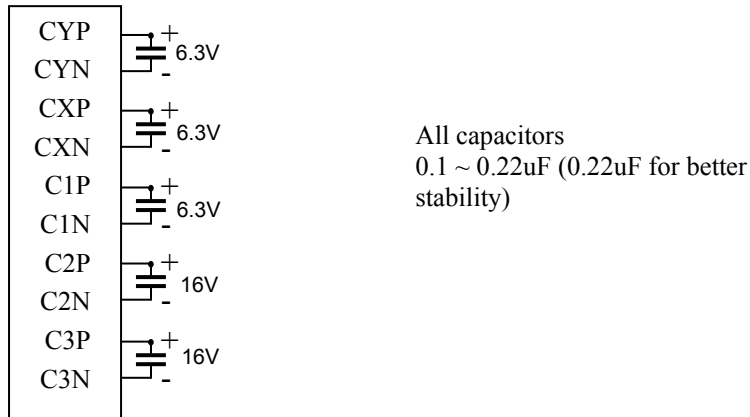 CYP
+
6.3V
CYN
-
CXP
+
6.3V
CXN
-
C1P
+
6.3V
C1N
-
C2P
+
16V
C2N
-
C3P
+
16V
C3N
-
All capacitors
0.1 ~ 0.22uF (0.22uF for better
stability)